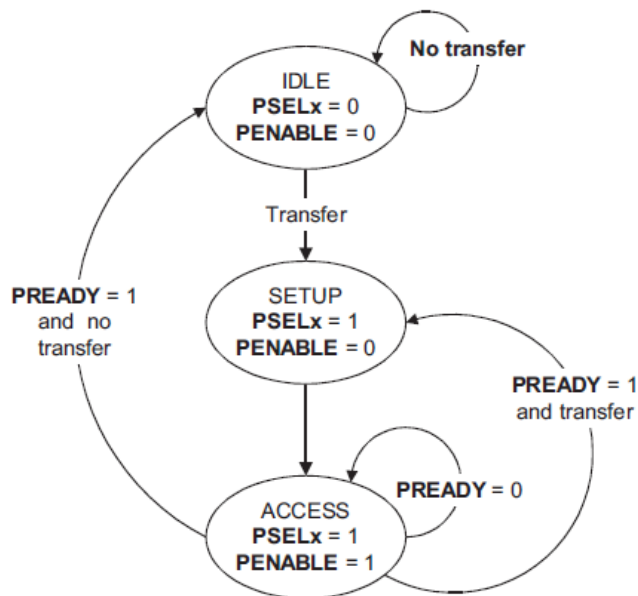 No transfer
IDLE
PSELx = 0
PENABLE = 0
Transfer
SETUP
PSELx = 1
PENABLE = 0
PREADY = 1
and no
transfer
PREADY = 1
and transfer
PREADY = 0
ACCESS
PSELx = 1
PENABLE = 1